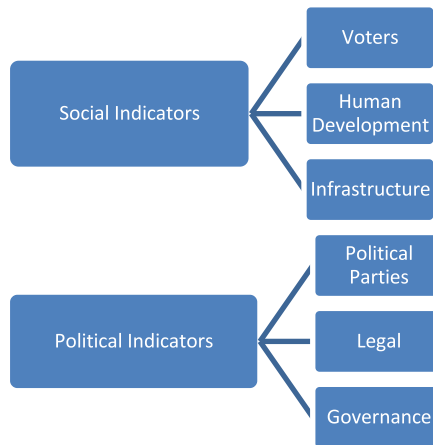 Social Indicators
Voters
Human
Development
Infrastructure
Political Indicators
Political
Parties
Legal
Governance